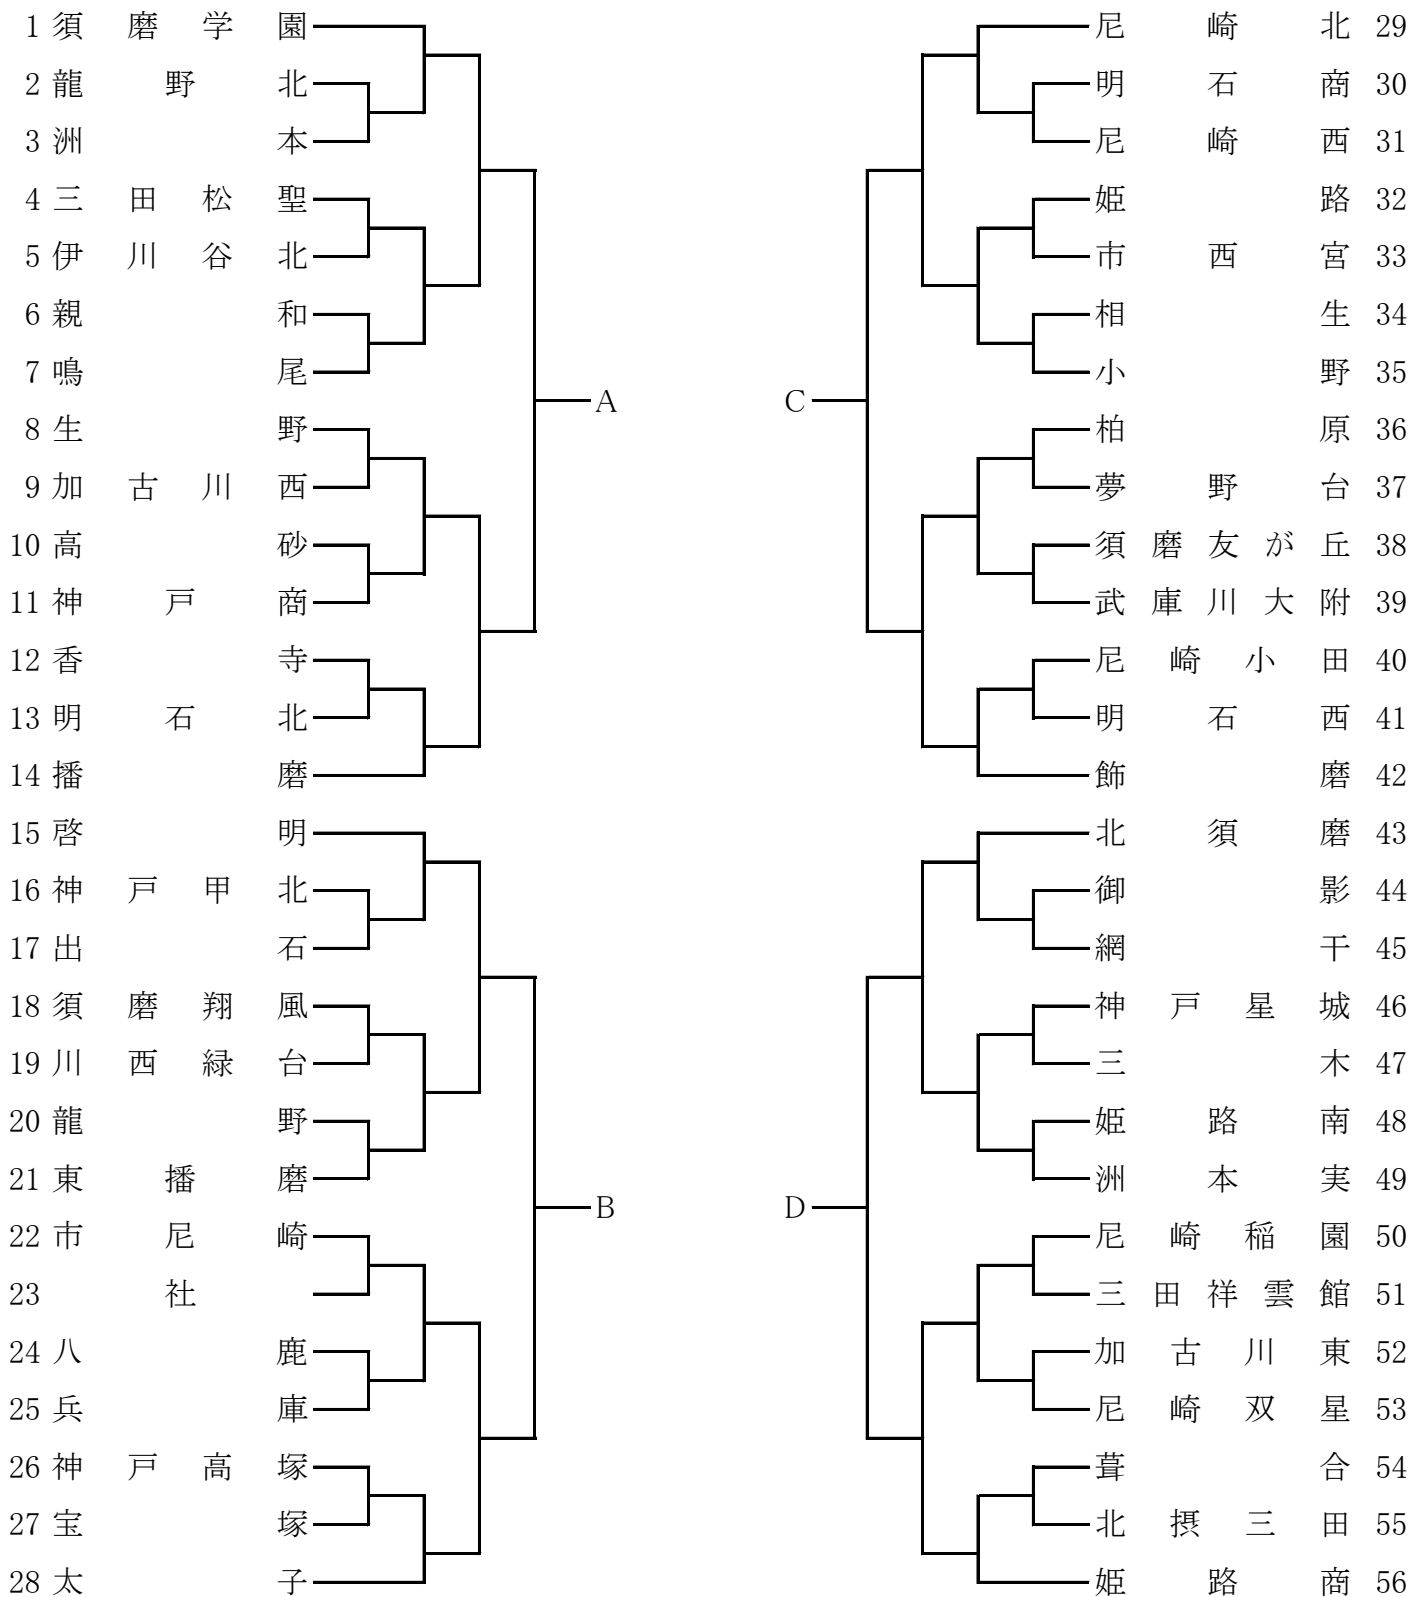 1 須磨学園
2 龍野北
3 洲本
4 三田松聖
5 伊川谷北
6 親和
7 鳴尾
8 生野
9 加古川西
10 高砂
11 神戸商
12 香寺
13 明石北
14 播磨
A
15 啓明
16 神戸甲北
17 出石
18 須磨翔風
19 川西緑台
20 龍野
21 東播磨
22 市尼崎
23 社
24 八鹿
25 兵庫
26 神戸高塚
27 宝塚
28 太子
B
尼崎北 29
明石商 30
尼崎西 31
姫路 32
市西宮 33
相生 34
小野 35
柏原 36
夢野台 37
須磨友が丘 38
武庫川大附 39
尼崎小田 40
明石西 41
飾磨 42
C
北須磨 43
御影 44
網干 45
神戸星城 46
三木 47
姫路南 48
洲本実 49
尼崎稲園 50
三田祥雲館 51
加古川東 52
尼崎双星 53
葺合 54
北摂三田 55
姫路商 56
D